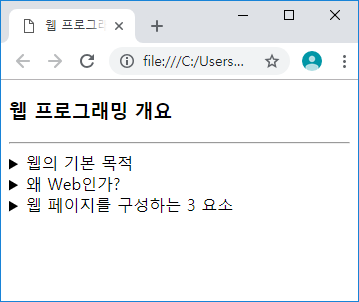 웹 프로그래밍
file:///C:/Users...
웹 프로그래밍 개요
웹의 기본 목적
왜 Web인가?
웹 페이지를 구성하는 3 요소